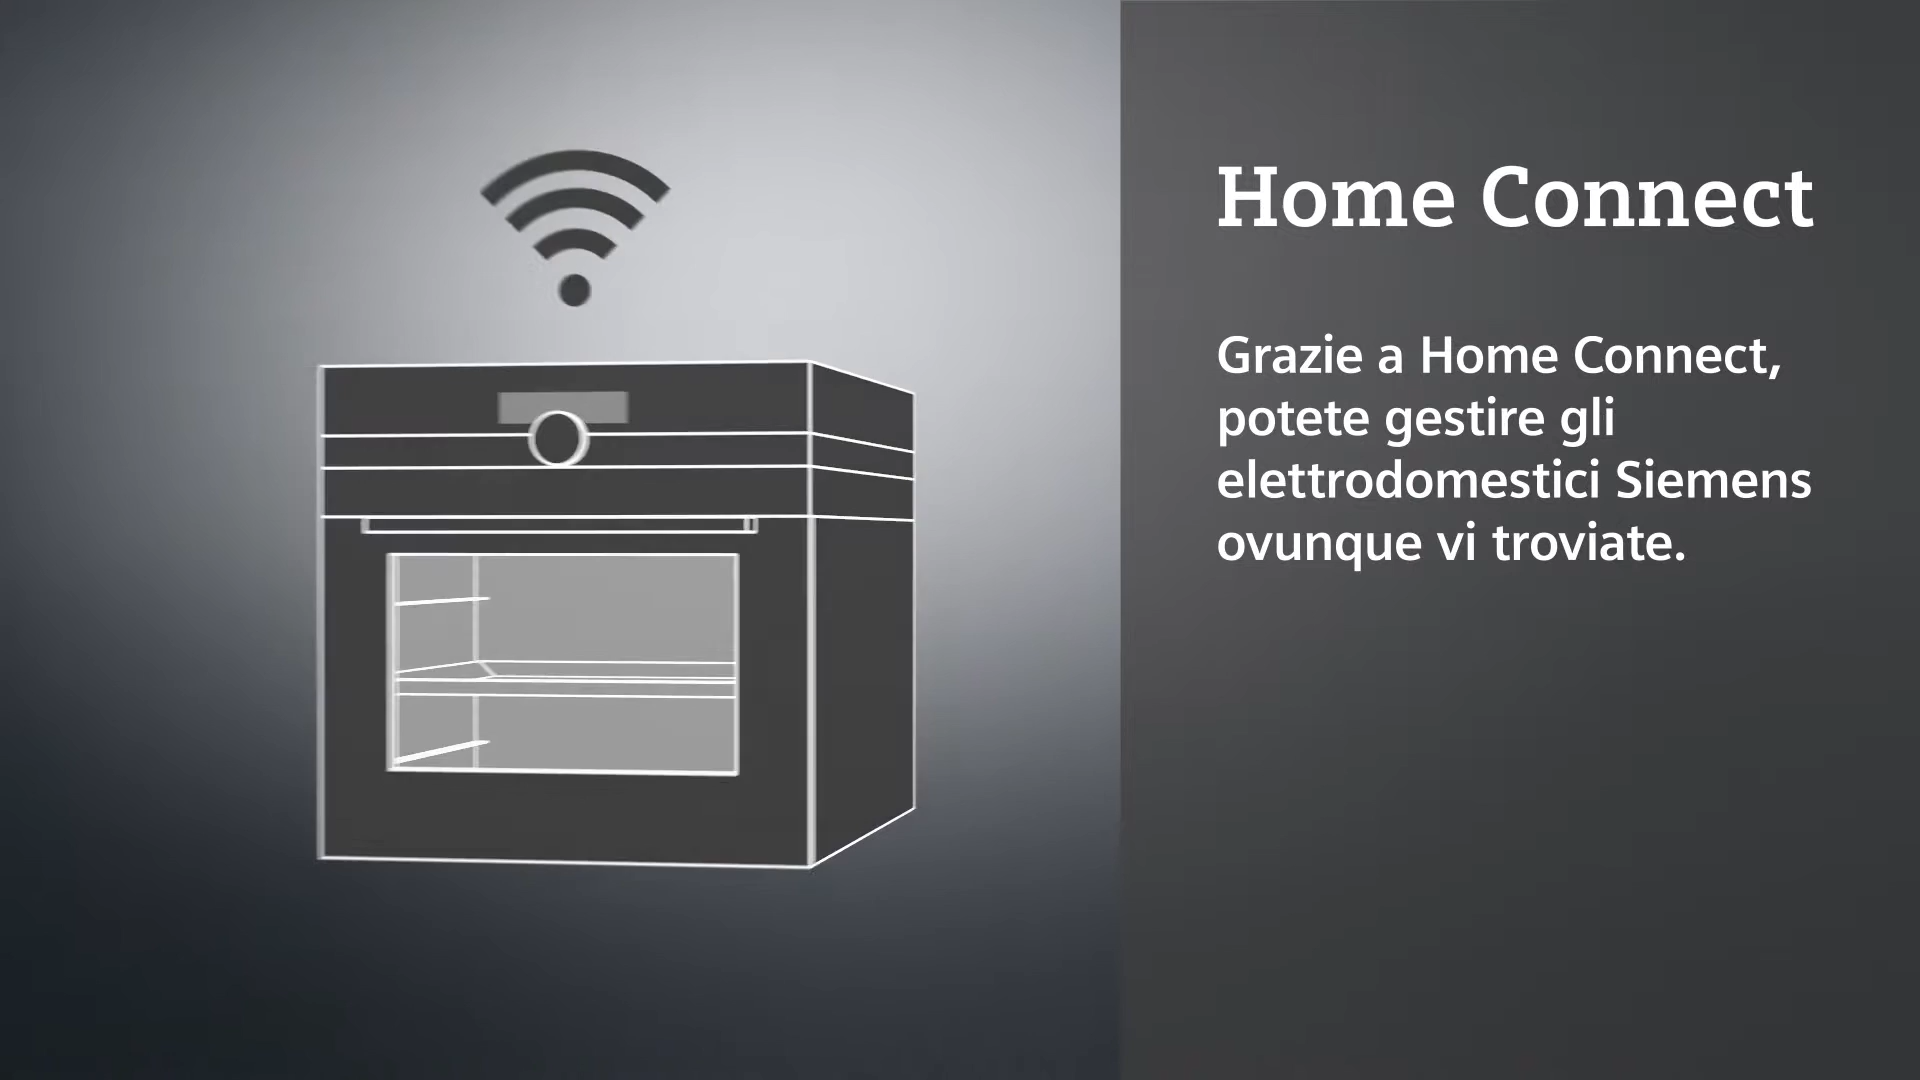 Home Connect
Grazie a Home Connect,
potete gestire gli
elettrodomestici Siemens
ovunque vi troviate.